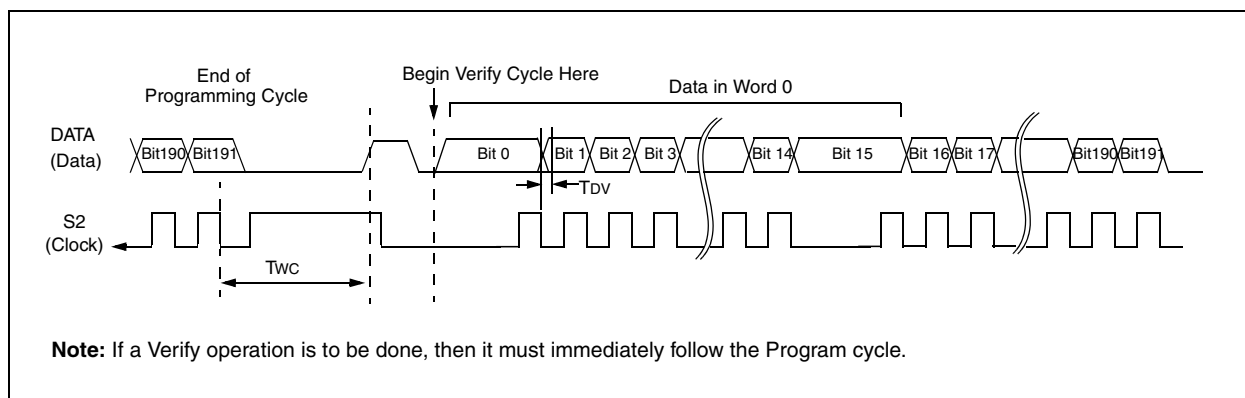 End of
Programming Cycle
Begin Verify Cycle Here
Data in Word 0
DATA
(Data)
Bit190 Bit191 Bit 0 Bit 1 Bit 2 Bit 3 Bit 14 Bit 15 Bit 16 Bit 17 Bit190 Bit191
TDV
S2
(Clock)
TWC
Note: If a Verify operation is to be done, then it must immediately follow the Program cycle.